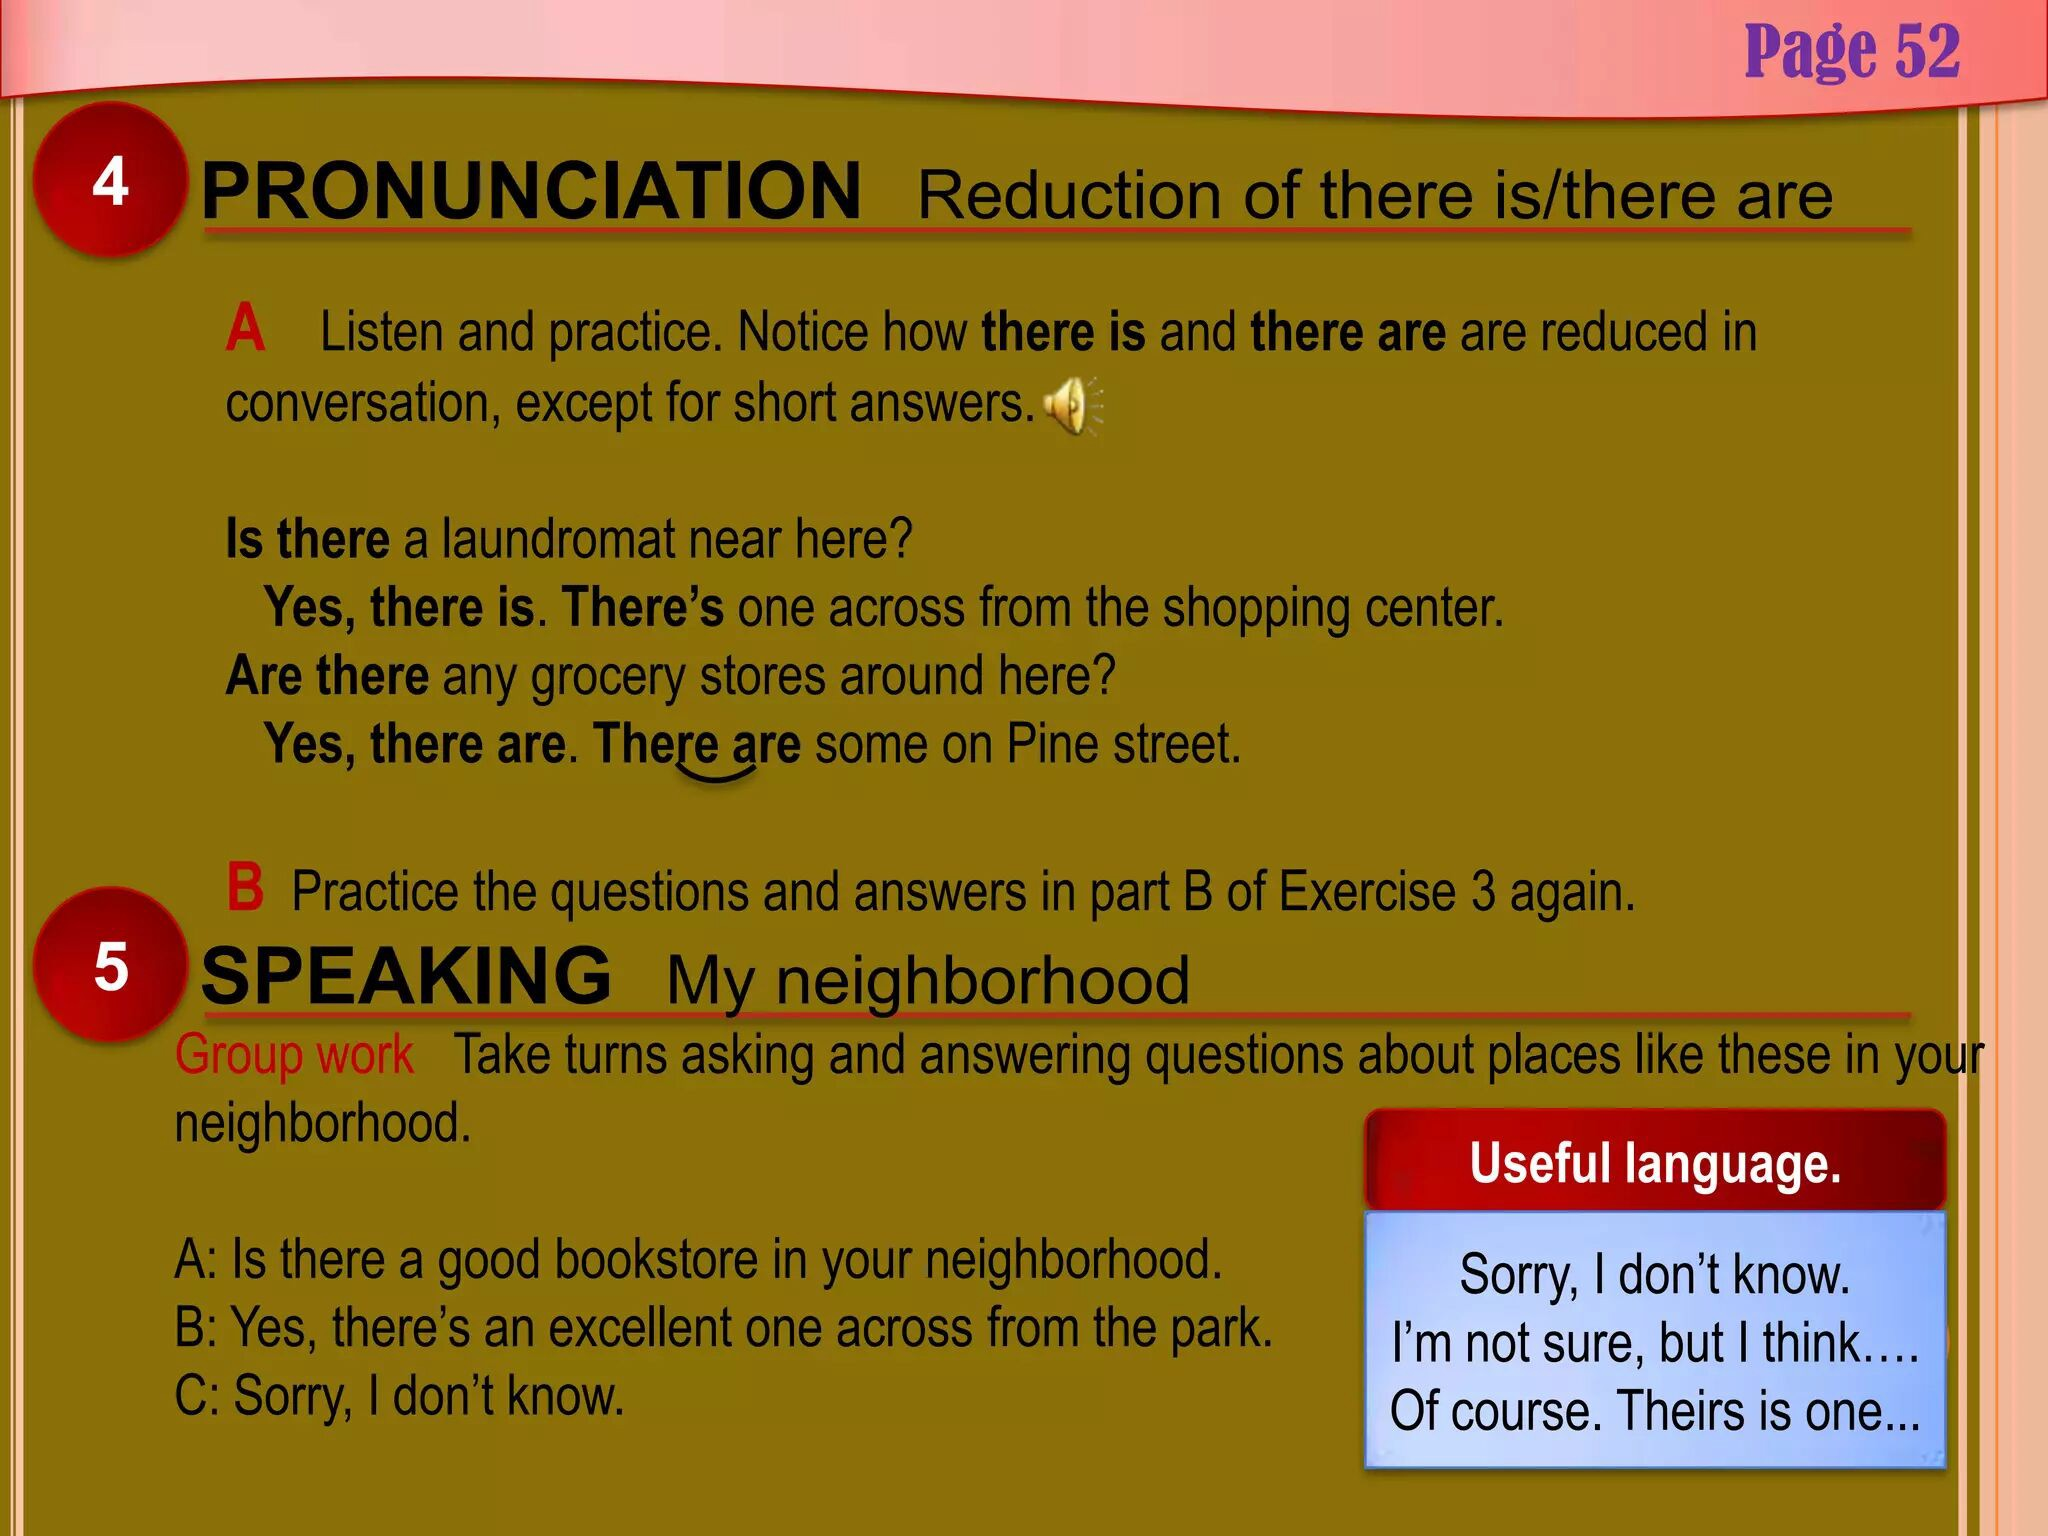 Page 52
4 PRONUNCIATION Reduction of there is/there are
A Listen and practice. Notice how there is and there are are reduced in
conversation, except for short answers.
Is there a laundromat near here?
Yes, there is. There’s one across from the shopping center.
Are there any grocery stores around here?
Yes, there are. There are some on Pine street.
B Practice the questions and answers in part B of Exercise 3 again.
5 SPEAKING My neighborhood
Group work Take turns asking and answering questions about places like these in your
neighborhood.
A: Is there a good bookstore in your neighborhood.
B: Yes, there’s an excellent one across from the park.
C: Sorry, I don’t know.
Useful language.
Sorry, I don’t know.
I’m not sure, but I think….
Of course. Theirs is one...